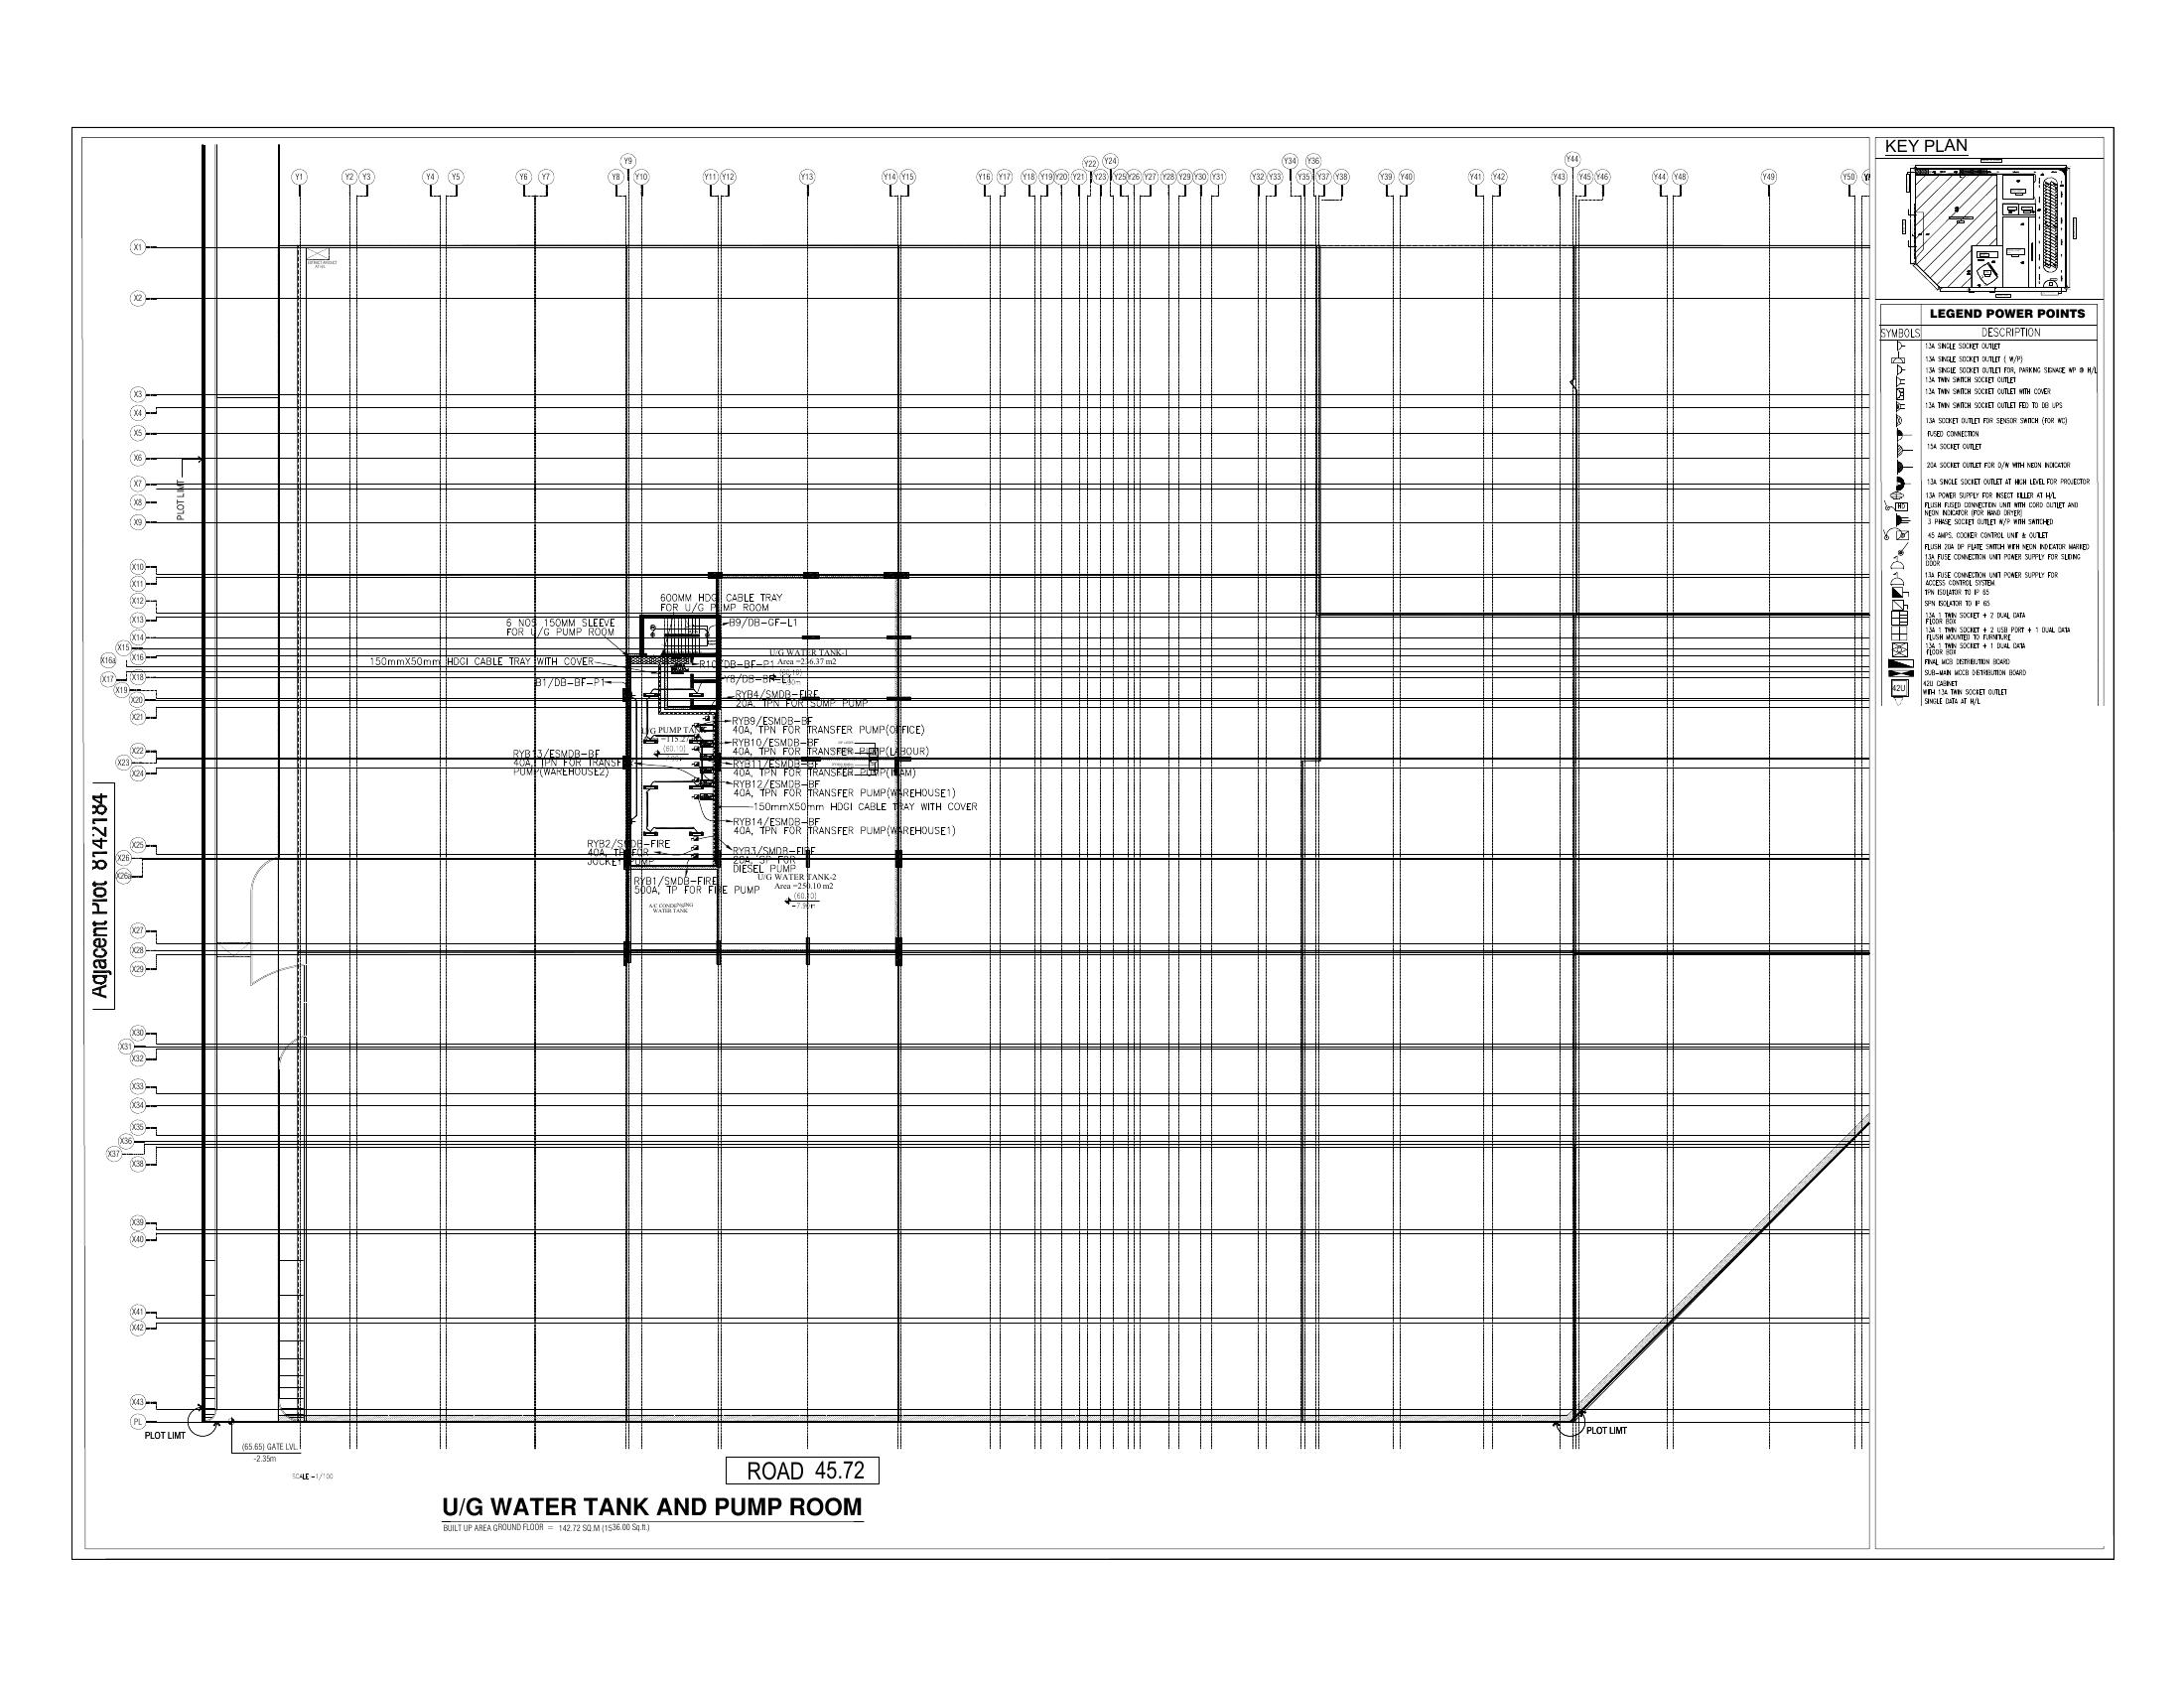 KEY PLAN
Y9
Y22
Y24
Y34
Y36
Y44
Y1
Y2
Y3
Y4
Y5
Y6
Y7
Y8
Y10
Y11
Y12
Y13
Y14
Y15
Y16
Y17
Y18
Y19
Y20
Y21
Y23
Y25
Y26
Y27
Y28
Y29
Y30
Y31
Y32
Y33
Y35
Y37
Y38
Y39
Y40
Y41
Y42
Y43
Y45
Y46
Y44
Y48
Y49
Y50
X1
X2
X3
X4
X5
X6
X7
X8
X9
X10
X11
X12
X13
X14
X15
X16
X16a
X17
X18
X19
X20
X21
X22
X23
X24
X25
X26
X26a
X27
X28
X29
X30
X31
X32
X33
X34
X35
X36
X37
X38
X39
X40
X41
X42
X43
PL
PLOT LIMT
Adjacent Plot 8142184
600MM HDG CABLE TRAY
FOR U/G PUMP ROOM
6 NOS 150MM SLEEVE
FOR U/G PUMP ROOM
B9/DB-GF-L1
150mmX50mm HDGI CABLE TRAY WITH COVER
U/G WATER TANK-1
Area =236.37 m2
R10/DB-BF-P1
B1/DB-BF-P1
Y8/DB-BF-L1
RYB4/SMDB-FIRE
20A, TPN FOR SUMP PUMP
RYB9/ESMDB-BF
40A, TPN FOR TRANSFER PUMP(OFFICE)
U/G PUMP TANK
(60.10)
RYB10/ESMDB-BF
40A, TPN FOR TRANSFER PUMP(LABOUR)
RYB13/ESMDB-BF
40A, TPN FOR TRANSFER
PUMP(WAREHOUSE2)
RYB11/ESMDB-BF
40A, TPN FOR TRANSFER PUMP(IMAM)
RYB12/ESMDB-BF
40A, TPN FOR TRANSFER PUMP(WAREHOUSE1)
150mmX50mm HDGI CABLE TRAY WITH COVER
RYB14/ESMDB-BF
40A, TPN FOR TRANSFER PUMP(WAREHOUSE1)
RYB2/SMDB-FIRE
40A, TP FOR
JOCKEY PUMP
RYB3/SMDB-FIRE
20A, SP FOR
DIESEL PUMP
RYB1/SMDB-FIRE
500A, TP FOR FIRE PUMP
U/G WATER TANK-2
Area =250.10 m2
(60.10)
A/C CONDENSING
WATER TANK
PLOT LIMT
PLOT LIMT
(65.65) GATE LVL.
-2.35m
SCALE = 1/100
ROAD 45.72
U/G WATER TANK AND PUMP ROOM
BUILT UP AREA GROUND FLOOR = 142.72 SQ.M (1536.00 Sq.ft.)
LEGEND POWER POINTS
SYMBOLS DESCRIPTION
13A SINGLE SOCKET OUTLET
13A SINGLE SOCKET OUTLET ( W/P)
13A SINGLE SOCKET OUTLET FOR, PARKING SIGNAGE WP @ H/L
13A TWIN SWITCH SOCKET OUTLET
13A TWIN SWITCH SOCKET OUTLET WITH COVER
13A TWIN SWITCH SOCKET OUTLET FED TO DB UPS
13A SOCKET OUTLET FOR SENSOR SWITCH (FOR WC)
FUSED CONNECTION
15A SOCKET OUTLET
20A SOCKET OUTLET FOR D/W WITH NEON INDICATOR
13A SINGLE SOCKET OUTLET AT HIGH LEVEL FOR PROJECTOR
13A POWER SUPPLY FOR INSECT KILLER AT H/L
HD FLUSH FUSED CONNECTION UNIT WITH CORD OUTLET AND
NEON INDICATOR (FOR HAND DRYER)
3 PHASE SOCKET OUTLET W/P WITH SWITCHED
45 AMPS. COOKER CONTROL UNIT & OUTLET
FLUSH 20A DP PLATE SWITCH WITH NEON INDICATOR MARKED
13A FUSE CONNECTION UNIT POWER SUPPLY FOR SLIDING
DOOR
13A FUSE CONNECTION UNIT POWER SUPPLY FOR
ACCESS CONTROL SYSTEM
TPN ISOLATOR TO IP 65
SPN ISOLATOR TO IP 65
13A 1 TWIN SOCKET + 2 DUAL DATA
FLOOR BOX
13A 1 TWIN SOCKET + 2 USB PORT + 1 DUAL DATA
FLUSH MOUNTED TO FURNITURE
13A 1 TWIN SOCKET + 1 DUAL DATA
FLOOR BOX
FINAL MCB DISTRIBUTION BOARD
SUB-MAIN MCCB DISTRIBUTION BOARD
42U 42U CABINET
WITH 13A TWIN SOCKET OUTLET
SINGLE DATA AT H/L